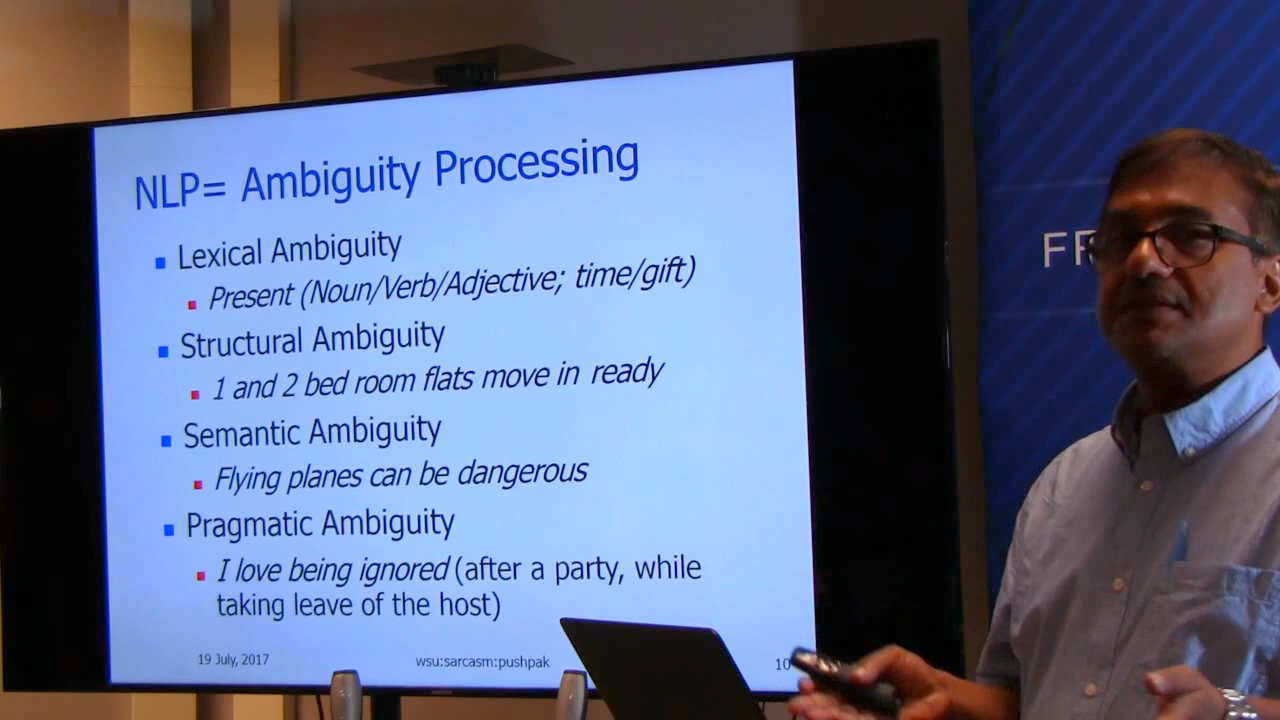 NLP= Ambiguity Processing
Lexical Ambiguity
Present (Noun/Verb/Adjective; time/gift)
Structural Ambiguity
1 and 2 bed room flats move in ready
Semantic Ambiguity
Flying planes can be dangerous
Pragmatic Ambiguity
I love being ignored (after a party, while
taking leave of the host)
19 July, 2017
wsu:sarcasm:pushpak
10